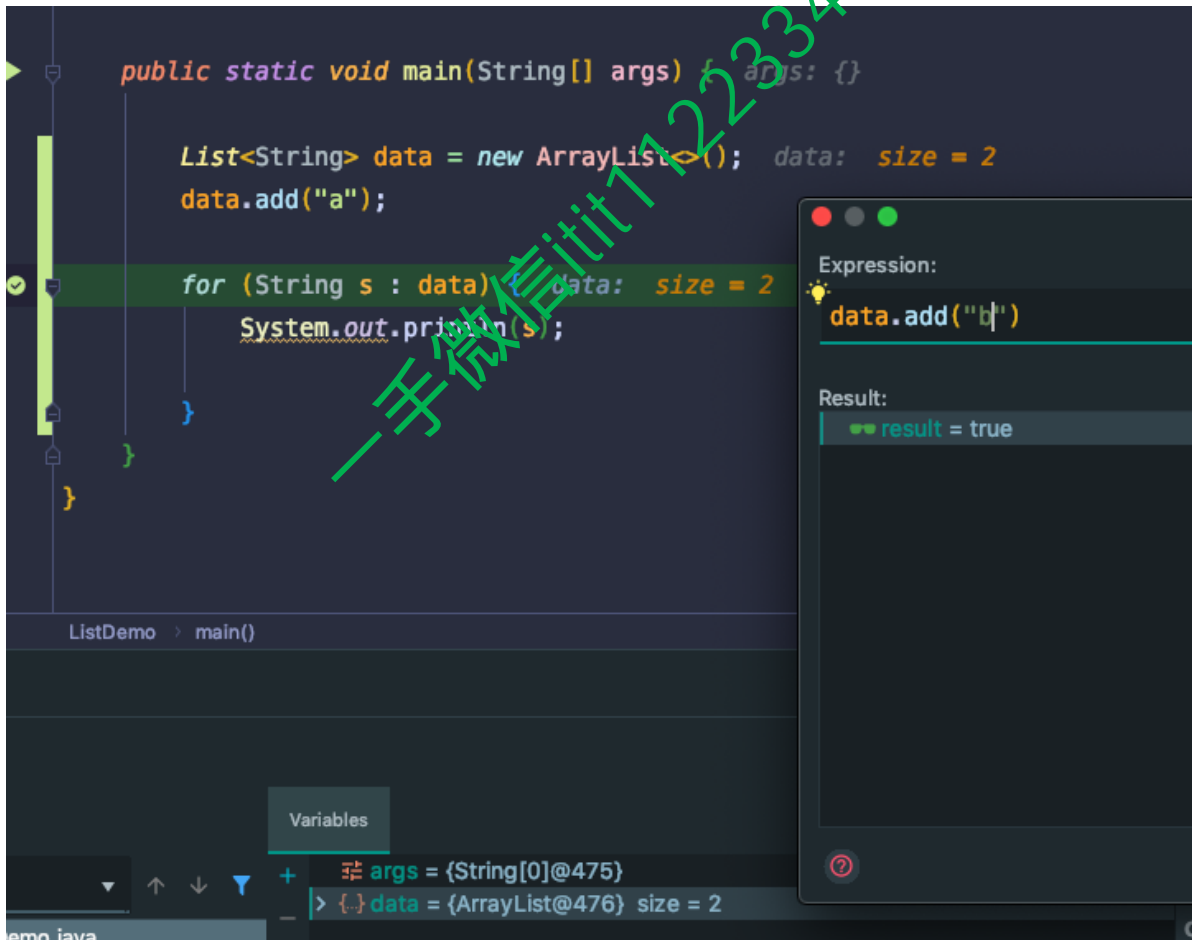 public static void main(String[] args) { args: {}
List<String> data = new ArrayList<>(); data: size = 2
data.add("a");
for (String s : data) { data: size = 2
System.out.println(s);
}
}
}
一手微信itit11223344
Expression:
data.add("b")
Result:
result = true
ListDemo > main()
Variables
args = {String[0]@475}
data = {ArrayList@476} size = 2
emo.java